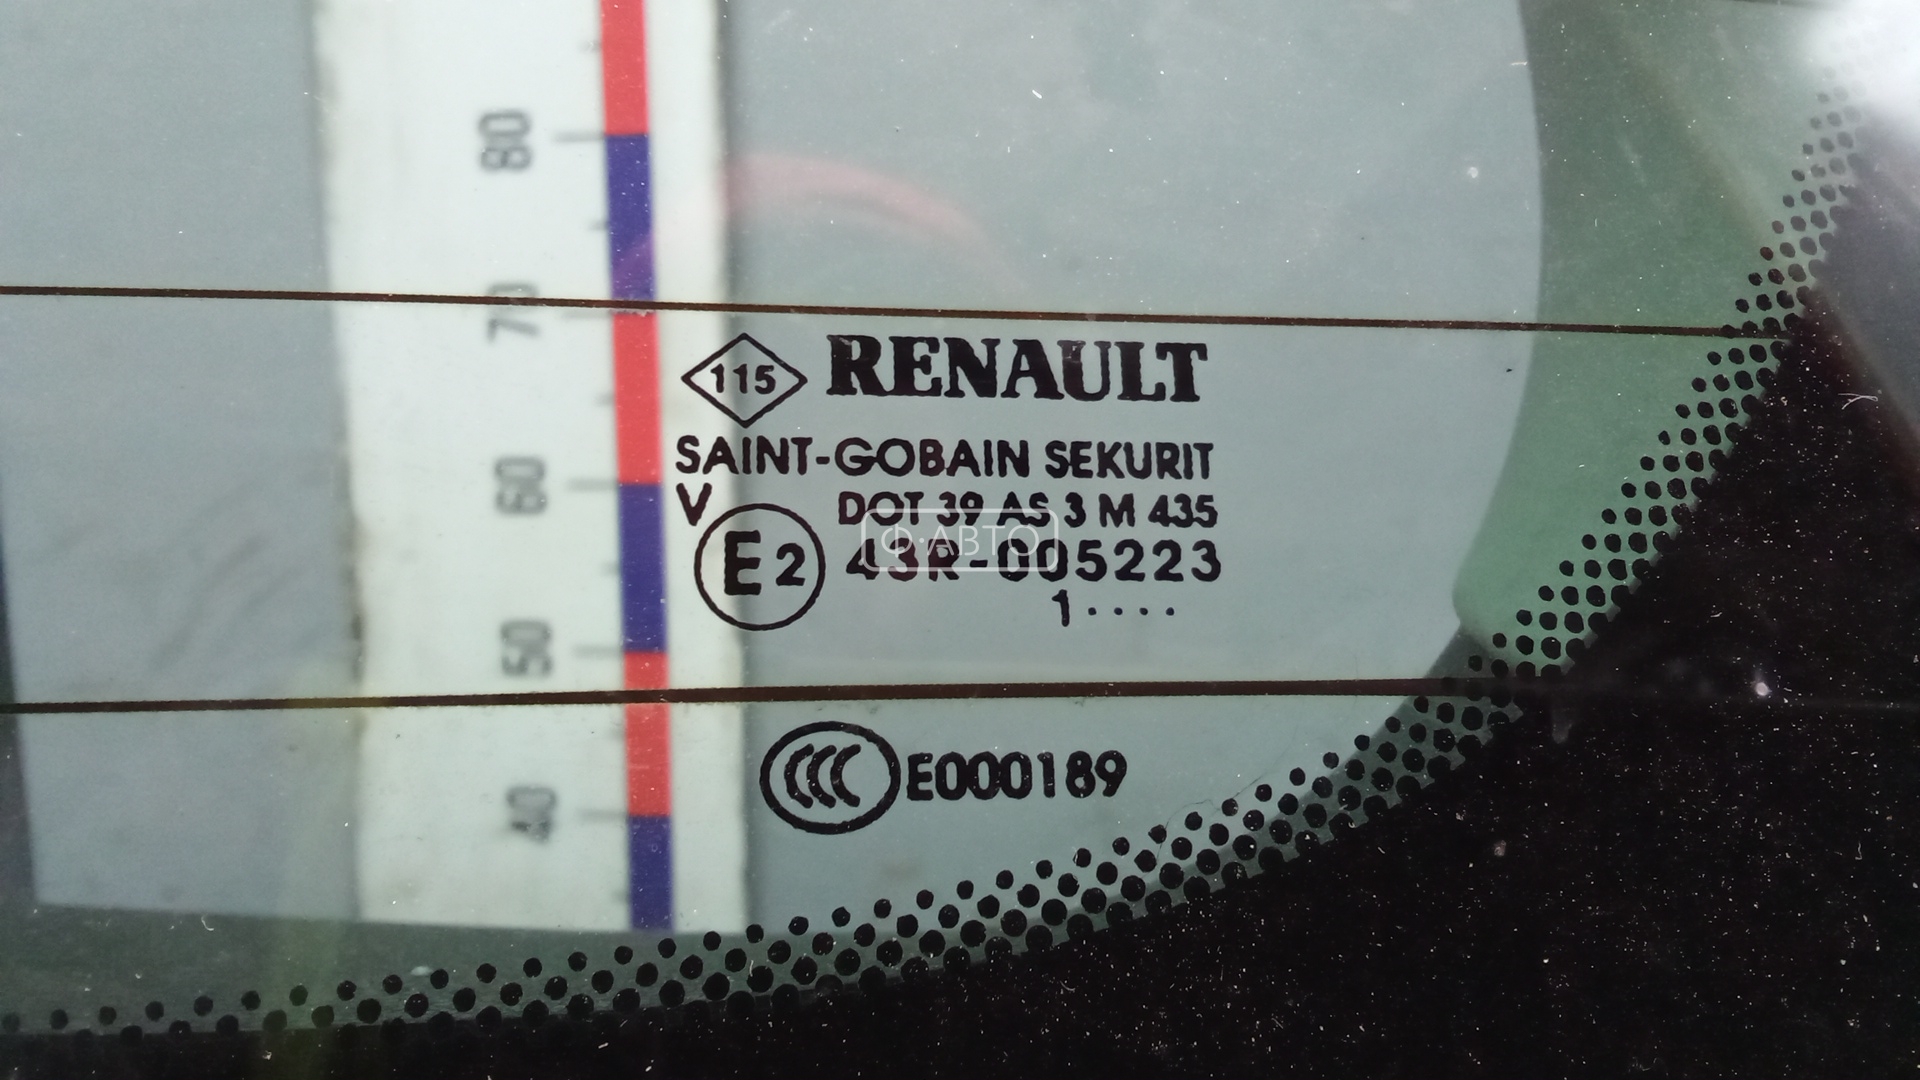 80
70
115 RENAULT
SAINT-GOBAIN SEKURIT
V DOT 39 AS 3 M 435
Ф·АВТО
E2 43R-005223
1····
60
50
CCC E000189
40